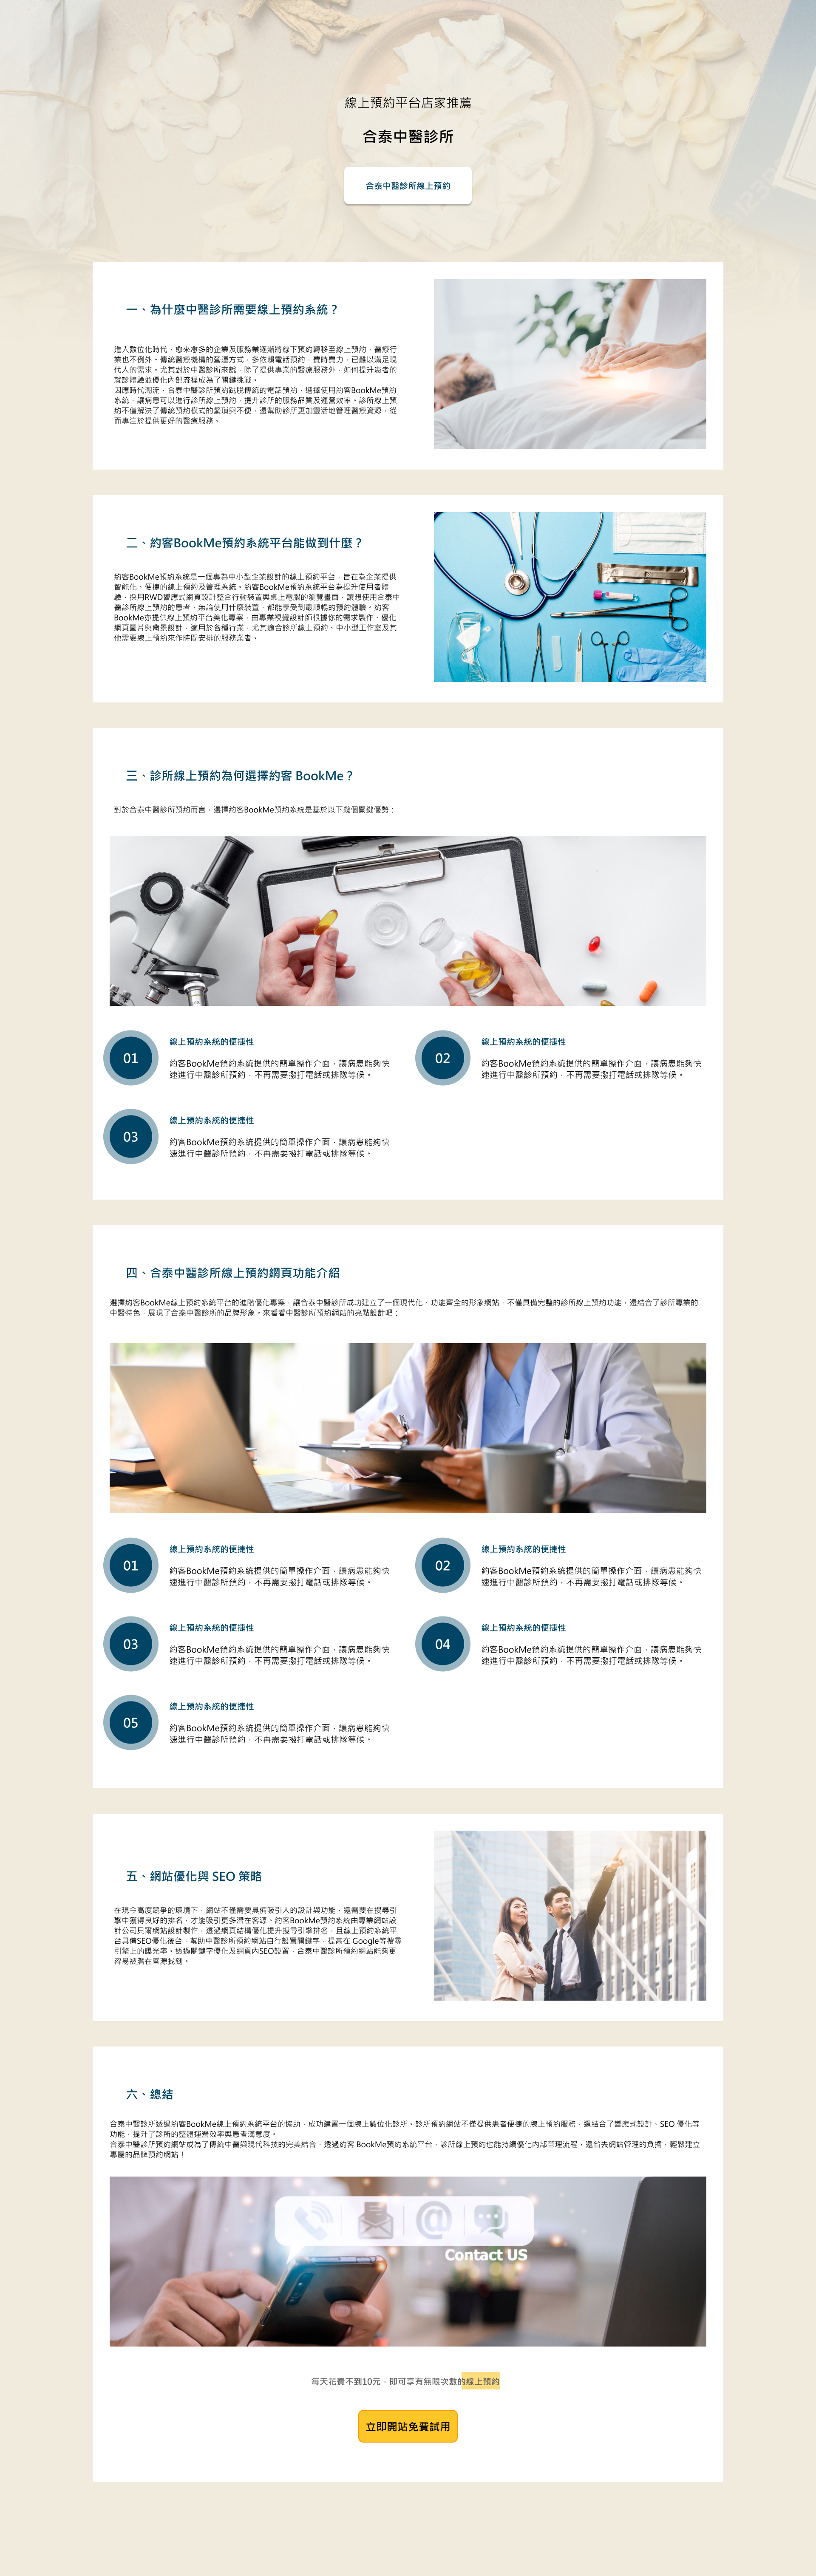 線上預約平台店家推薦
合泰中醫診所
合泰中醫診所線上預約
一、為什麼中醫診所需要線上預約系統？
進入數位化時代，愈來愈多的企業及服務業逐漸將線下預約轉移至線上預約，醫療行
業也不例外。傳統醫療機構的營運方式，多依賴電話預約，費時費力，已難以滿足現
代人的需求。尤其對於中醫診所來說，除了提供專業的醫療服務外，如何提升患者的
就診體驗並優化內部流程成為了關鍵挑戰。
因應時代潮流，合泰中醫診所預約跳脫傳統的電話預約，選擇使用約客BookMe預約
系統，讓病患可以進行診所線上預約，提升診所的服務品質及運營效率。診所線上預
約不僅解決了傳統預約模式的繁瑣與不便，還幫助診所更加靈活地管理醫療資源，從
而專注於提供更好的醫療服務。
二、約客BookMe預約系統平台能做到什麼？
約客BookMe預約系統是一個專為中小型企業設計的線上預約平台，旨在為企業提供
智能化、便捷的線上預約及管理系統。約客BookMe預約系統平台為提升使用者體
驗，採用RWD響應式網頁設計整合行動裝置與桌上電腦的瀏覽畫面，讓想使用合泰中
醫診所線上預約的患者，無論使用什麼裝置，都能享受到最順暢的預約體驗。約客
BookMe亦提供線上預約平台美化專案，由專業視覺設計師根據你的需求製作、優化
網頁圖片與背景設計，適用於各種行業，尤其適合診所線上預約、中小型工作室及其
他需要線上預約來作時間安排的服務業者。
三、診所線上預約為何選擇約客 BookMe？
對於合泰中醫診所預約而言，選擇約客BookMe預約系統是基於以下幾個關鍵優勢：
01
線上預約系統的便捷性
約客BookMe預約系統提供的簡單操作介面，讓病患能夠快
速進行中醫診所預約，不再需要撥打電話或排隊等候。
02
線上預約系統的便捷性
約客BookMe預約系統提供的簡單操作介面，讓病患能夠快
速進行中醫診所預約，不再需要撥打電話或排隊等候。
03
線上預約系統的便捷性
約客BookMe預約系統提供的簡單操作介面，讓病患能夠快
速進行中醫診所預約，不再需要撥打電話或排隊等候。
四、合泰中醫診所線上預約網頁功能介紹
選擇約客BookMe線上預約系統平台的進階優化專案，讓合泰中醫診所成功建立了一個現代化、功能齊全的形象網站，不僅具備完整的診所線上預約功能，還結合了診所專業的
中醫特色，展現了合泰中醫診所的品牌形象。來看看中醫診所預約網站的亮點設計吧：
01
線上預約系統的便捷性
約客BookMe預約系統提供的簡單操作介面，讓病患能夠快
速進行中醫診所預約，不再需要撥打電話或排隊等候。
02
線上預約系統的便捷性
約客BookMe預約系統提供的簡單操作介面，讓病患能夠快
速進行中醫診所預約，不再需要撥打電話或排隊等候。
03
線上預約系統的便捷性
約客BookMe預約系統提供的簡單操作介面，讓病患能夠快
速進行中醫診所預約，不再需要撥打電話或排隊等候。
04
線上預約系統的便捷性
約客BookMe預約系統提供的簡單操作介面，讓病患能夠快
速進行中醫診所預約，不再需要撥打電話或排隊等候。
05
線上預約系統的便捷性
約客BookMe預約系統提供的簡單操作介面，讓病患能夠快
速進行中醫診所預約，不再需要撥打電話或排隊等候。
五、網站優化與 SEO 策略
在現今高度競爭的環境下，網站不僅需要具備吸引人的設計與功能，還需要在搜尋引
擎中獲得良好的排名，才能吸引更多潛在客源。約客BookMe預約系統由專業網站設
計公司貝爾網站設計製作，透過網頁結構優化提升搜尋引擎排名，且線上預約系統平
台具備SEO優化後台，幫助中醫診所預約網站自行設置關鍵字，提高在 Google等搜尋
引擎上的曝光率。透過關鍵字優化及網頁內SEO設置，合泰中醫診所預約網站能夠更
容易被潛在客源找到。
六、總結
合泰中醫診所透過約客BookMe線上預約系統平台的協助，成功建置一個線上數位化診所。診所預約網站不僅提供患者便捷的線上預約服務，還結合了響應式設計、SEO 優化等
功能，提升了診所的整體運營效率與患者滿意度。
合泰中醫診所預約網站成為了傳統中醫與現代科技的完美結合，透過約客 BookMe預約系統平台，診所線上預約也能持續優化內部管理流程，還省去網站管理的負擔，輕鬆建立
專屬的品牌預約網站！
Contact US
每天花費不到10元，即可享有無限次數的線上預約
立即開站免費試用